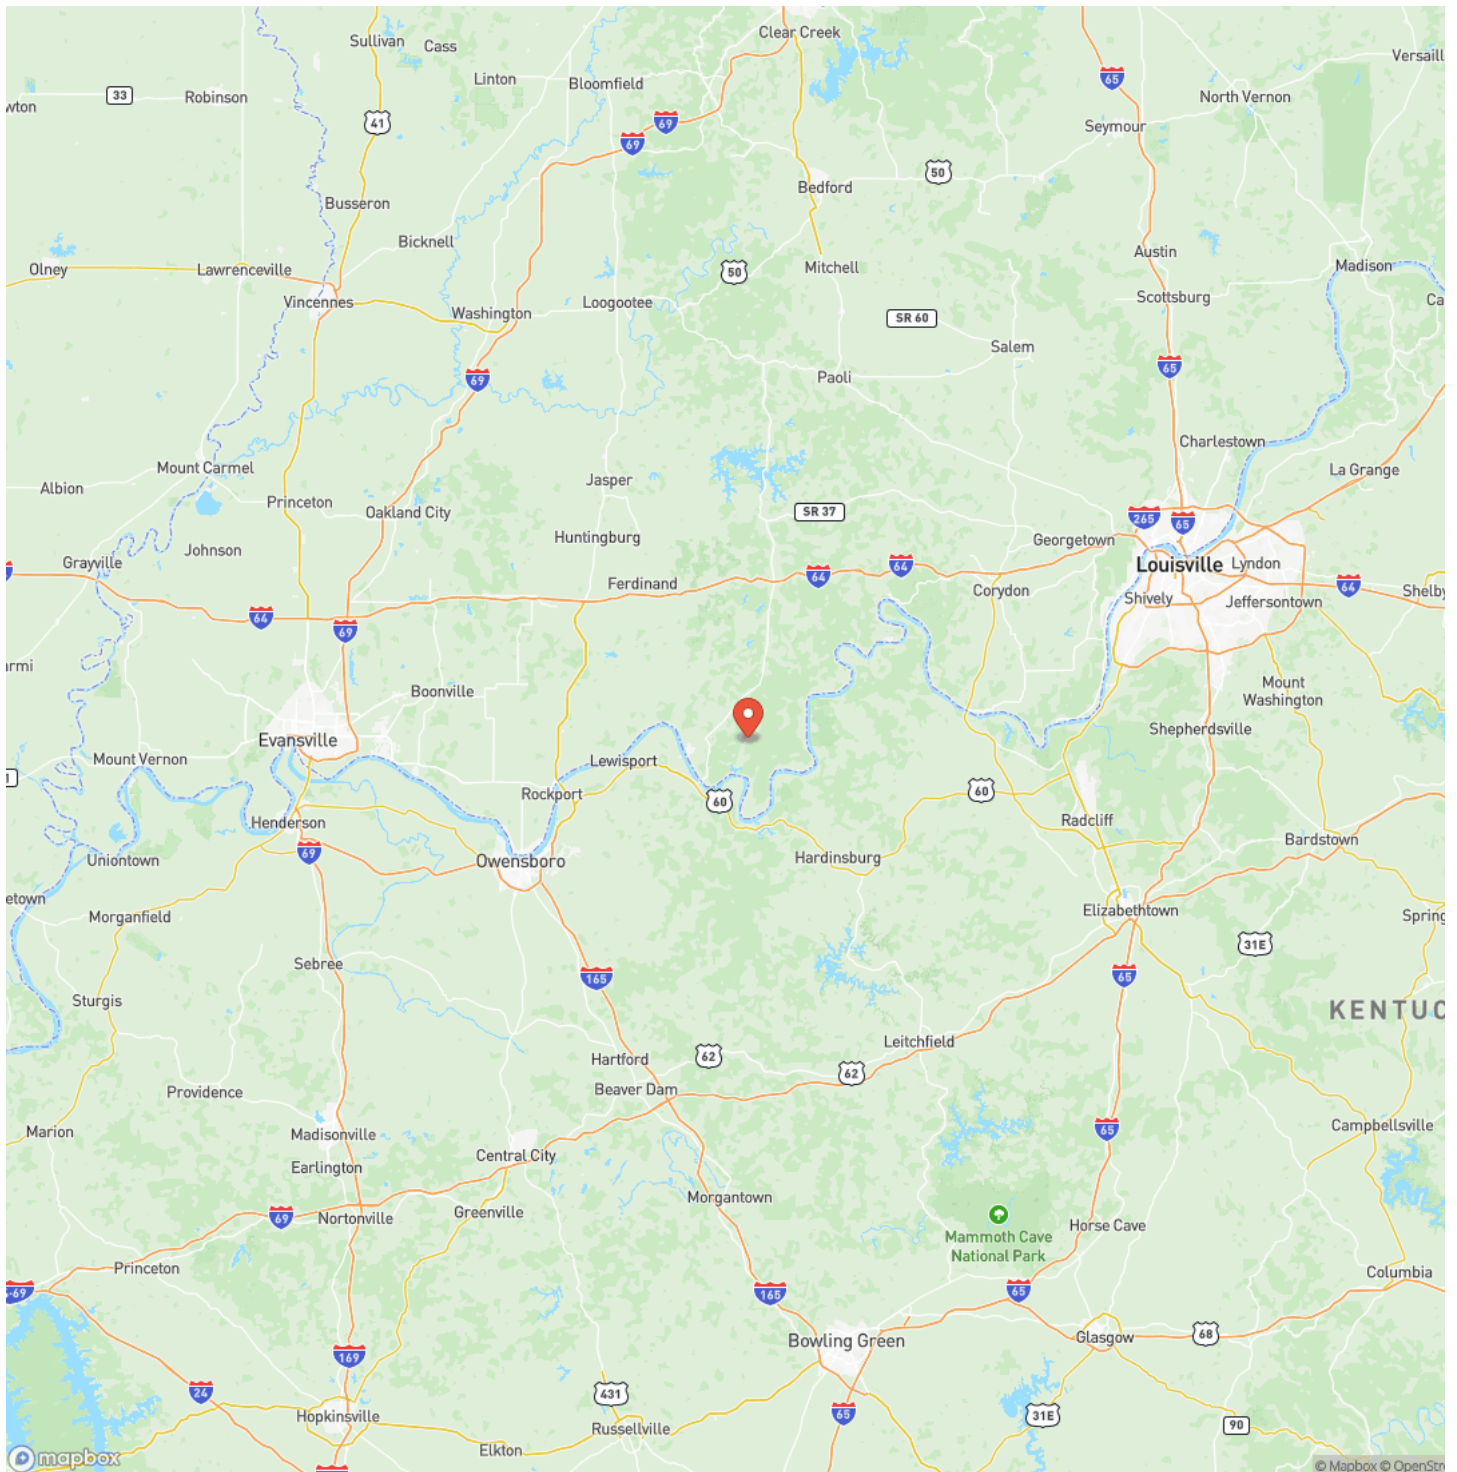 Clear Creek
Sullivan
Cass
Versaill
65
Linton
Bloomfield
33
Robinson
North Vernon
wton
41
69
69
Seymour
50
Bedford
Busseron
Bicknell
Austin
Olney
Lawrenceville
50
Mitchell
Madison
Vincennes
Loogootee
Scottsburg
Ca
Washington
SR 60
Salem
69
Paoli
65
Charlestown
Mount Carmel
La Grange
Albion
Jasper
Princeton
Oakland City
SR 37
265
65
Huntingburg
Georgetown
Johnson
Grayville
Louisville
Lyndon
64
64
Ferdinand
64
Corydon
Shelby
Shively
Jeffersontown
64
69
armi
Boonville
Mount
Washington
Shepherdsville
Evansville
Mount Vernon
Lewisport
1
Rockport
60
60
Henderson
Radcliff
Bardstown
69
Uniontown
Owensboro
Hardinsburg
etown
Morganfield
Elizabethtown
Spring
31E
Sebree
165
65
Sturgis
KENTUC
Leitchfield
Hartford
62
62
Providence
Beaver Dam
Marion
Madisonville
65
Campbellsville
Central City
Earlington
Morgantown
69
Nortonville
Greenville
Mammoth Cave
National Park
Horse Cave
Princeton
Columbia
-69
165
65
Bowling Green
Glasgow
68
169
24
431
Hopkinsville
65
31E
90
Russellville
Elkton
mapbox
© Mapbox © OpenStre